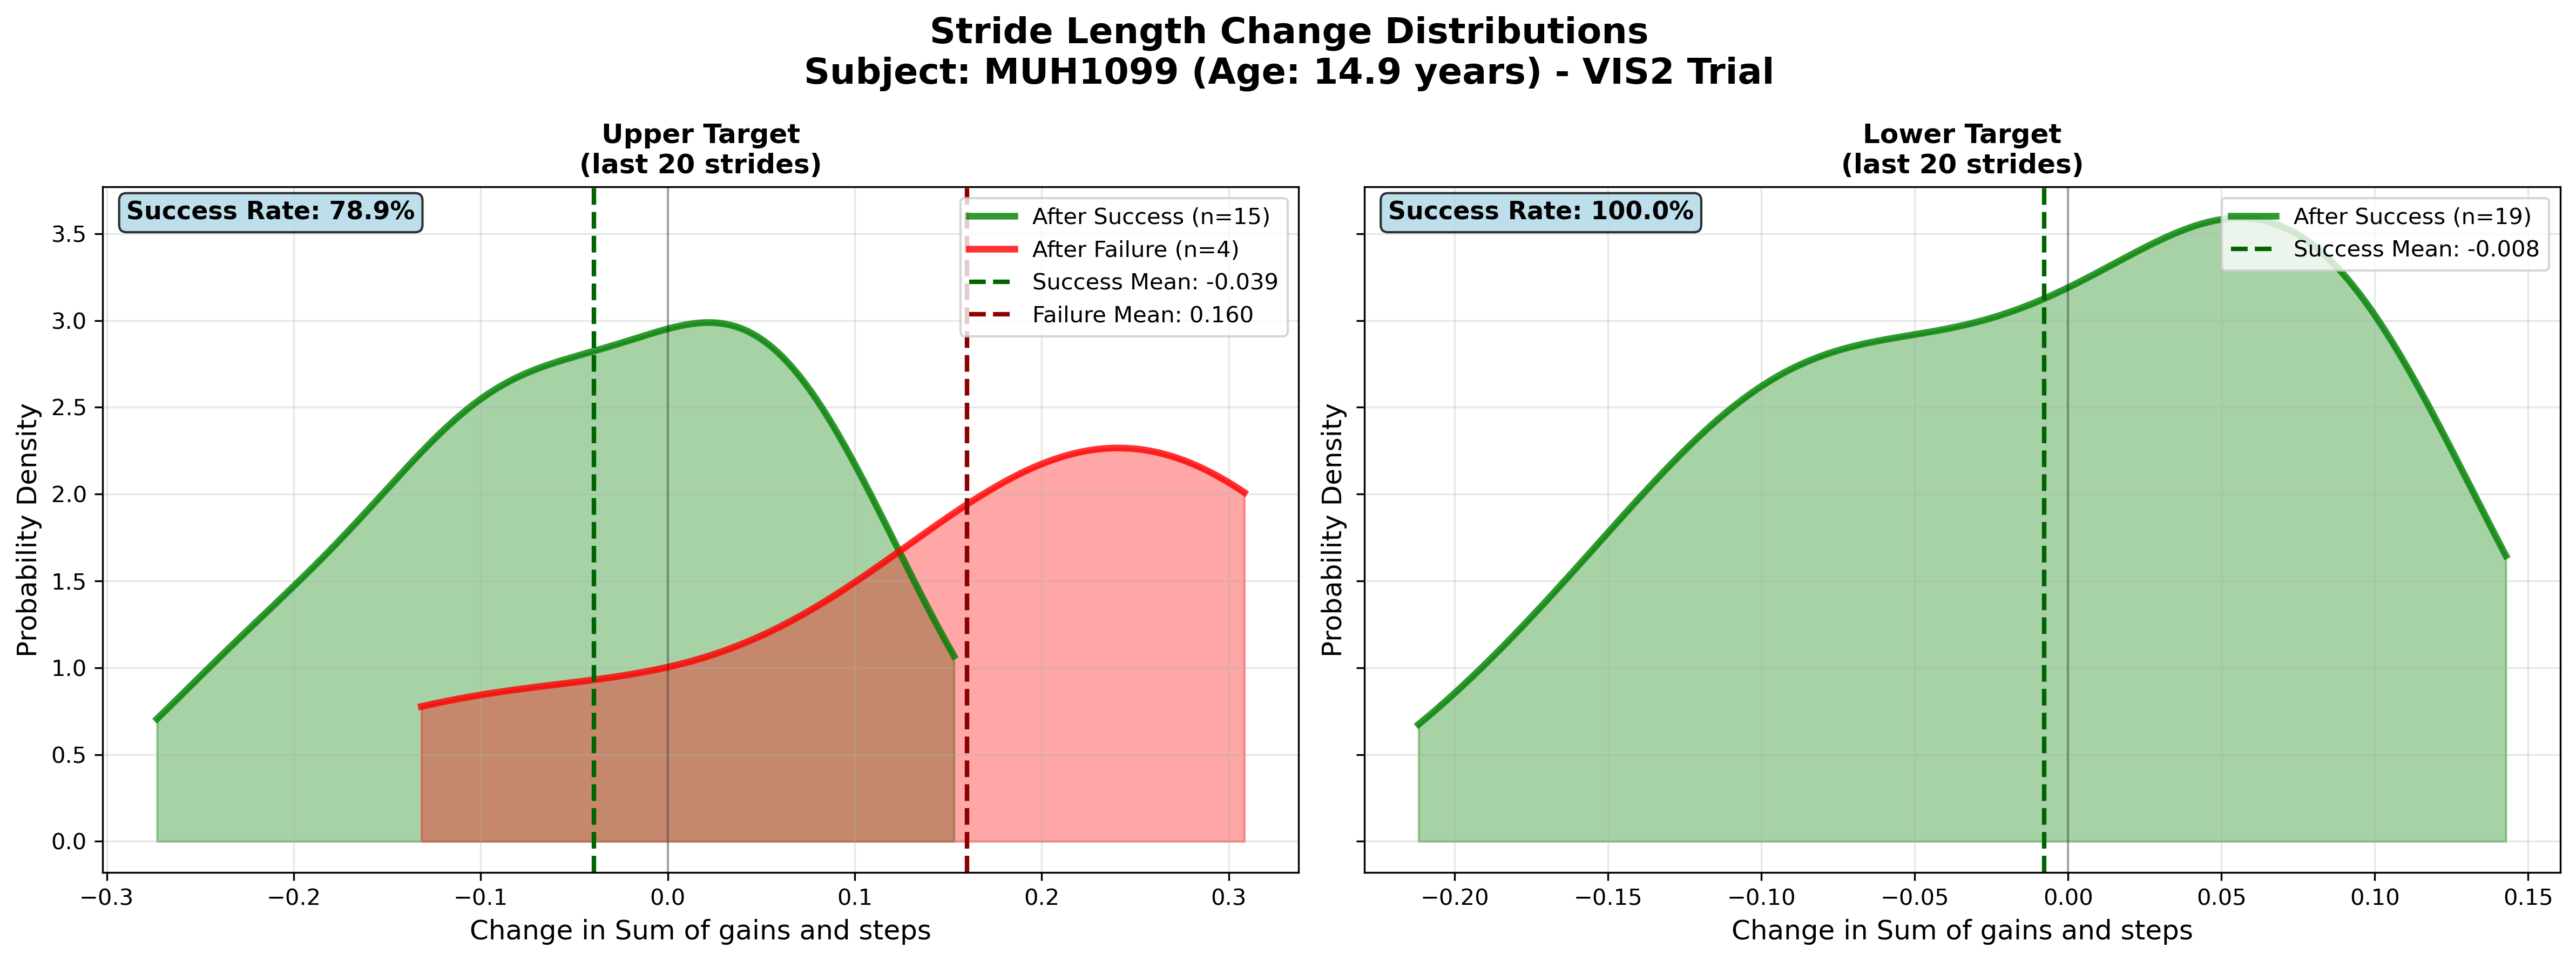 Stride Length Change Distributions
Subject: MUH1099 (Age: 14.9 years) - VIS2 Trial
Upper Target
(last 20 strides)
Success Rate: 78.9%
After Success (n=15)
After Failure (n=4)
Success Mean: -0.039
Failure Mean: 0.160
Probability Density
3.5
3.0
2.5
2.0
1.5
1.0
0.5
0.0
−0.3 −0.2 −0.1 0.0 0.1 0.2 0.3
Change in Sum of gains and steps
Lower Target
(last 20 strides)
Success Rate: 100.0%
After Success (n=19)
Success Mean: -0.008
Probability Density
−0.20 −0.15 −0.10 −0.05 0.00 0.05 0.10 0.15
Change in Sum of gains and steps